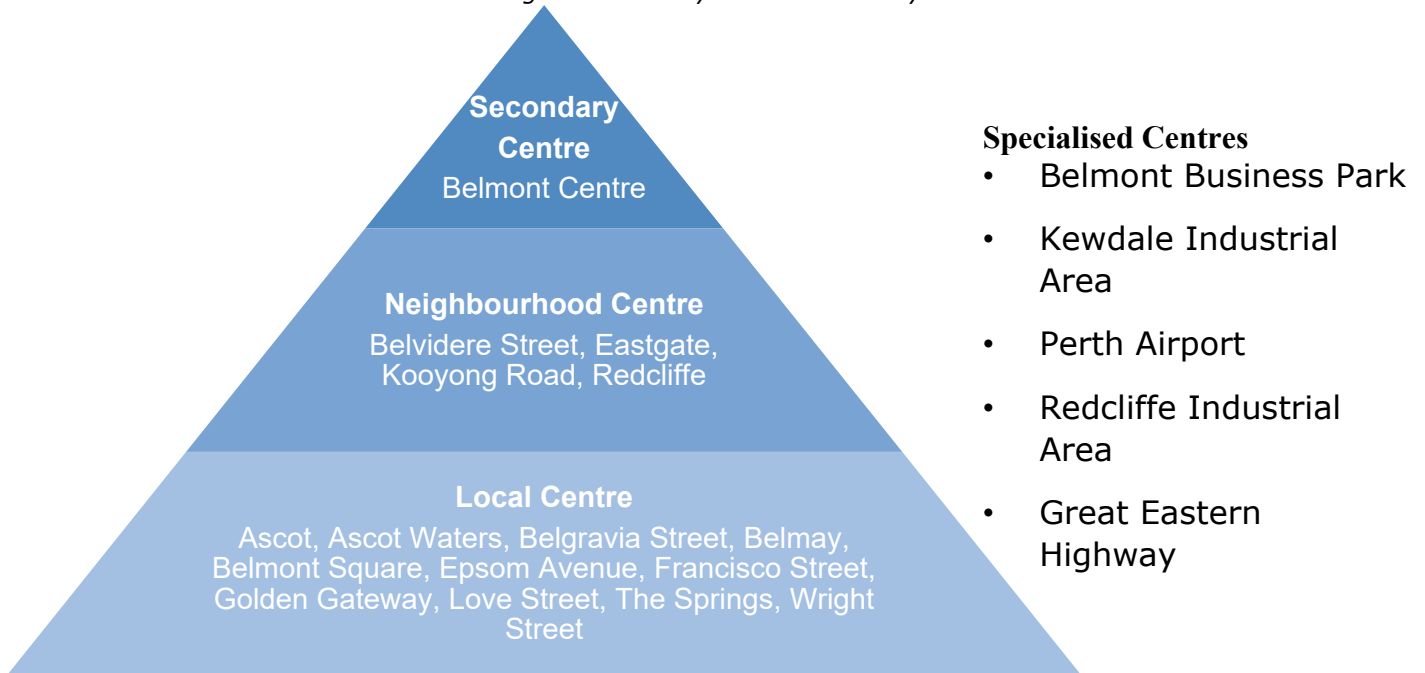 Secondary
Centre
Belmont Centre
Neighbourhood Centre
Belvidere Street, Eastgate,
Kooyong Road, Redcliffe
Local Centre
Ascot, Ascot Waters, Belgravia Street, Belmay,
Belmont Square, Epsom Avenue, Francisco Street,
Golden Gateway, Love Street, The Springs, Wright
Street
Specialised Centres
• Belmont Business Park
• Kewdale Industrial
Area
• Perth Airport
• Redcliffe Industrial
Area
• Great Eastern
Highway